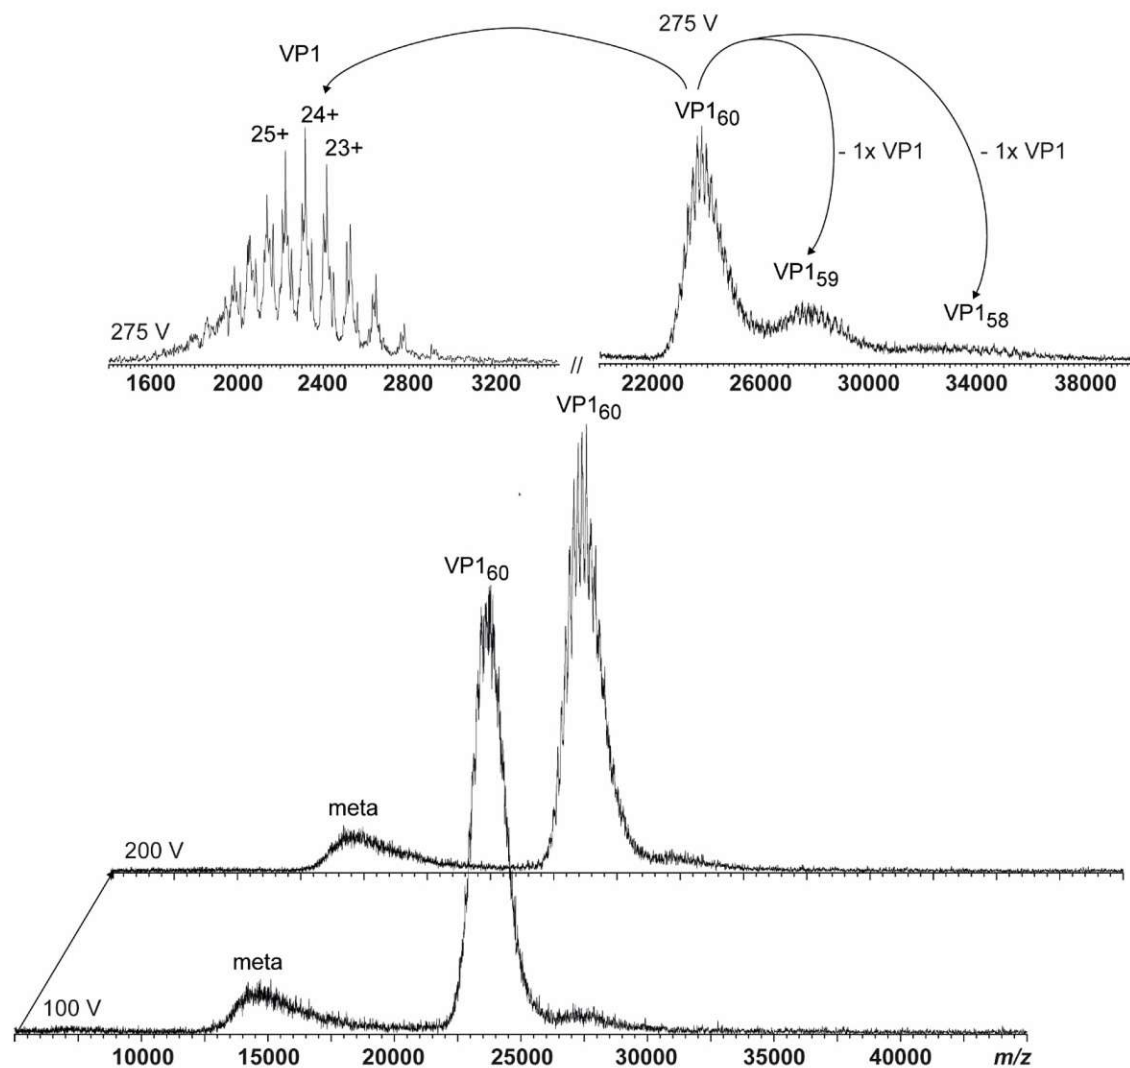 275 V
VP1
24+
25+
23+
VP1₆₀
- 1x VP1
- 1x VP1
VP1₅₉
VP1₅₈
275 V
1600 2000 2400 2800 3200 // 22000 26000 30000 34000 38000
VP1₆₀
VP1₆₀
meta
200 V
meta
100 V
10000 15000 20000 25000 30000 35000 40000 m/z